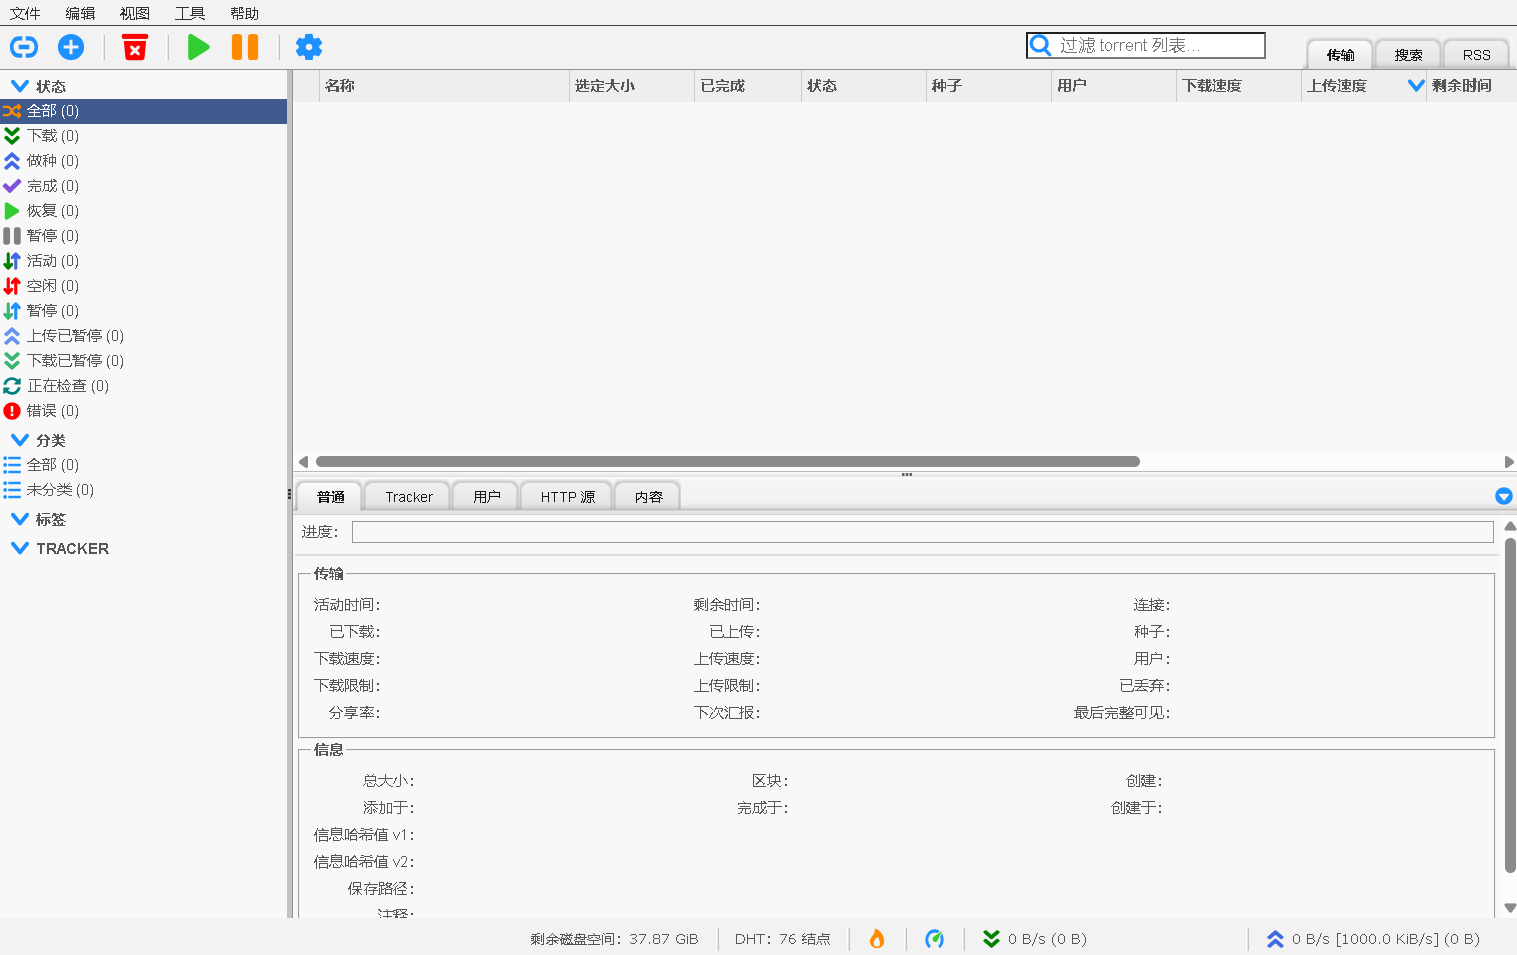 文件 编辑 视图 工具 帮助
过滤 torrent 列表...
传输 搜索 RSS
状态
全部 (0)
下载 (0)
做种 (0)
完成 (0)
恢复 (0)
暂停 (0)
活动 (0)
空闲 (0)
暂停 (0)
上传已暂停 (0)
下载已暂停 (0)
正在检查 (0)
错误 (0)
分类
全部 (0)
未分类 (0)
标签
TRACKER
名称 选定大小 已完成 状态 种子 用户 下载速度 上传速度 剩余时间
普通 Tracker 用户 HTTP 源 内容
进度:
传输
活动时间: 剩余时间: 连接:
已下载: 已上传: 种子:
下载速度: 上传速度: 用户:
下载限制: 上传限制: 已丢弃:
分享率: 下次汇报: 最后完整可见:
信息
总大小: 区块: 创建:
添加于: 完成于: 创建于:
信息哈希值 v1:
信息哈希值 v2:
保存路径:
注释:
剩余磁盘空间: 37.87 GiB DHT: 76 结点 0 B/s (0 B) 0 B/s [1000.0 KiB/s] (0 B)